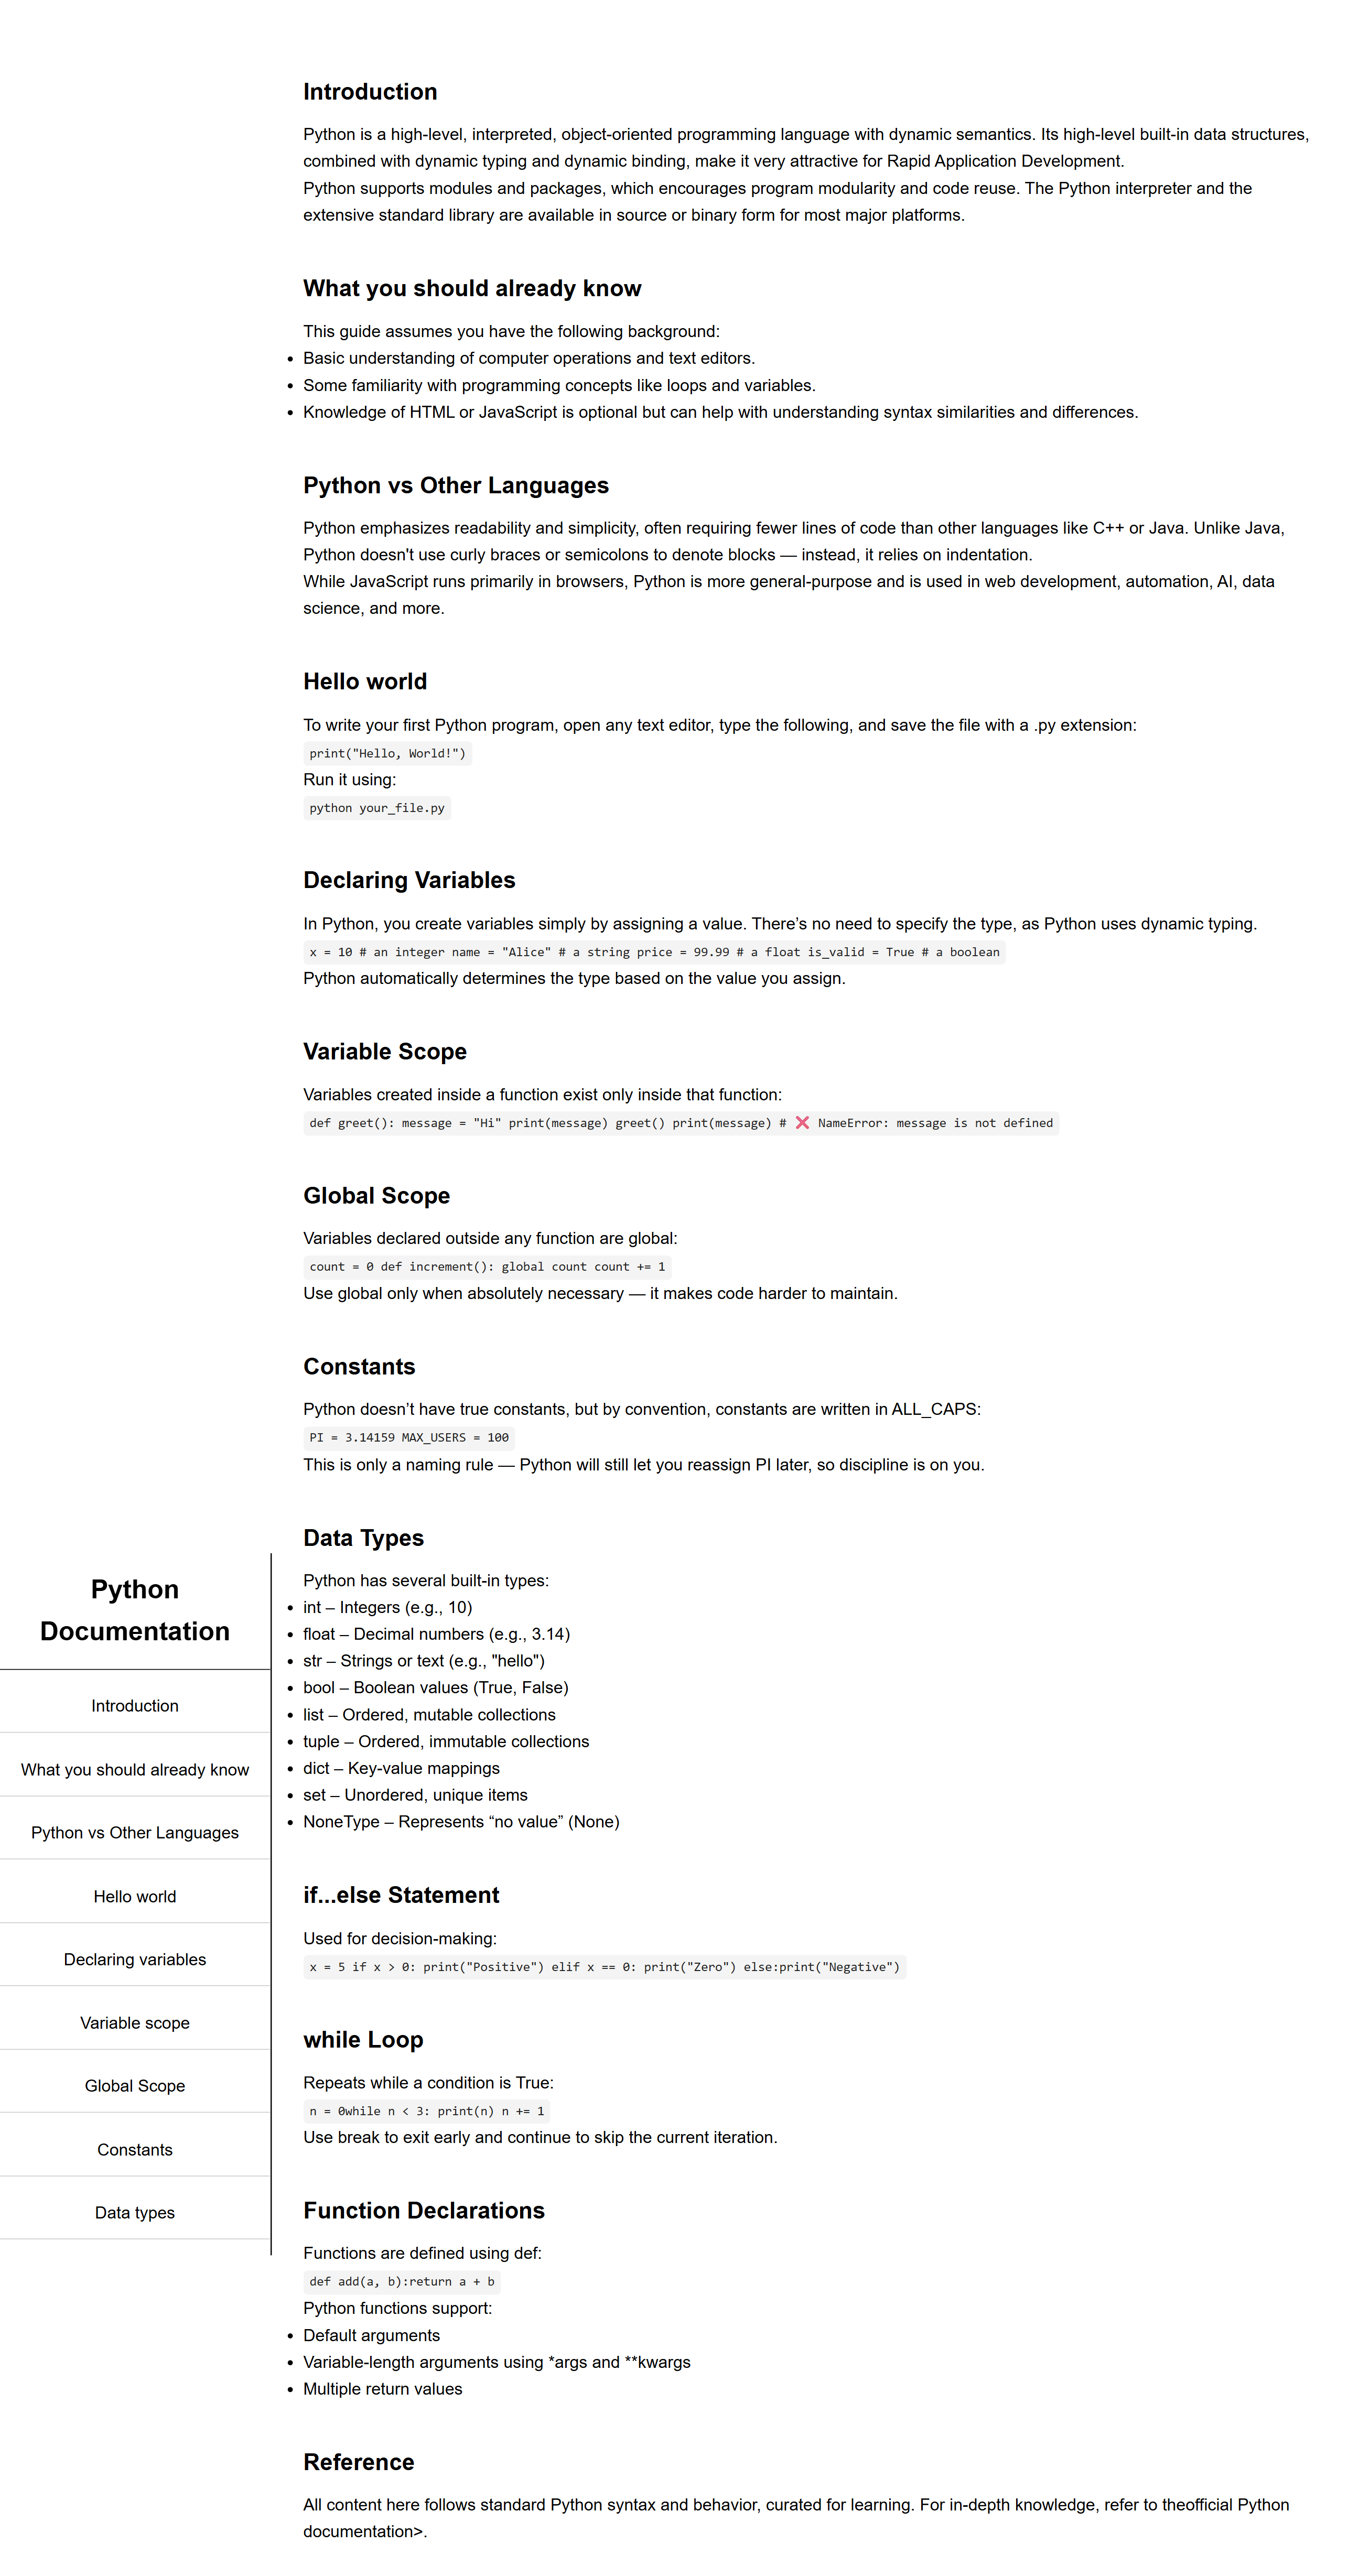 Introduction
Python is a high-level, interpreted, object-oriented programming language with dynamic semantics. Its high-level built-in data structures,
combined with dynamic typing and dynamic binding, make it very attractive for Rapid Application Development.
Python supports modules and packages, which encourages program modularity and code reuse. The Python interpreter and the
extensive standard library are available in source or binary form for most major platforms.
What you should already know
This guide assumes you have the following background:
• Basic understanding of computer operations and text editors.
• Some familiarity with programming concepts like loops and variables.
• Knowledge of HTML or JavaScript is optional but can help with understanding syntax similarities and differences.
Python vs Other Languages
Python emphasizes readability and simplicity, often requiring fewer lines of code than other languages like C++ or Java. Unlike Java,
Python doesn't use curly braces or semicolons to denote blocks — instead, it relies on indentation.
While JavaScript runs primarily in browsers, Python is more general-purpose and is used in web development, automation, AI, data
science, and more.
Hello world
To write your first Python program, open any text editor, type the following, and save the file with a .py extension:
print("Hello, World!")
Run it using:
python your_file.py
Declaring Variables
In Python, you create variables simply by assigning a value. There’s no need to specify the type, as Python uses dynamic typing.
x = 10 # an integer name = "Alice" # a string price = 99.99 # a float is_valid = True # a boolean
Python automatically determines the type based on the value you assign.
Variable Scope
Variables created inside a function exist only inside that function:
def greet(): message = "Hi" print(message) greet() print(message) # ❌ NameError: message is not defined
Global Scope
Variables declared outside any function are global:
count = 0 def increment(): global count count += 1
Use global only when absolutely necessary — it makes code harder to maintain.
Constants
Python doesn’t have true constants, but by convention, constants are written in ALL_CAPS:
PI = 3.14159 MAX_USERS = 100
This is only a naming rule — Python will still let you reassign PI later, so discipline is on you.
Data Types
Python has several built-in types:
• int – Integers (e.g., 10)
• float – Decimal numbers (e.g., 3.14)
• str – Strings or text (e.g., "hello")
• bool – Boolean values (True, False)
• list – Ordered, mutable collections
• tuple – Ordered, immutable collections
• dict – Key-value mappings
• set – Unordered, unique items
• NoneType – Represents “no value” (None)
if...else Statement
Used for decision-making:
x = 5 if x > 0: print("Positive") elif x == 0: print("Zero") else:print("Negative")
while Loop
Repeats while a condition is True:
n = 0while n < 3: print(n) n += 1
Use break to exit early and continue to skip the current iteration.
Function Declarations
Functions are defined using def:
def add(a, b):return a + b
Python functions support:
• Default arguments
• Variable-length arguments using *args and **kwargs
• Multiple return values
Reference
All content here follows standard Python syntax and behavior, curated for learning. For in-depth knowledge, refer to theofficial Python
documentation>.
Python
Documentation
Introduction
What you should already know
Python vs Other Languages
Hello world
Declaring variables
Variable scope
Global Scope
Constants
Data types